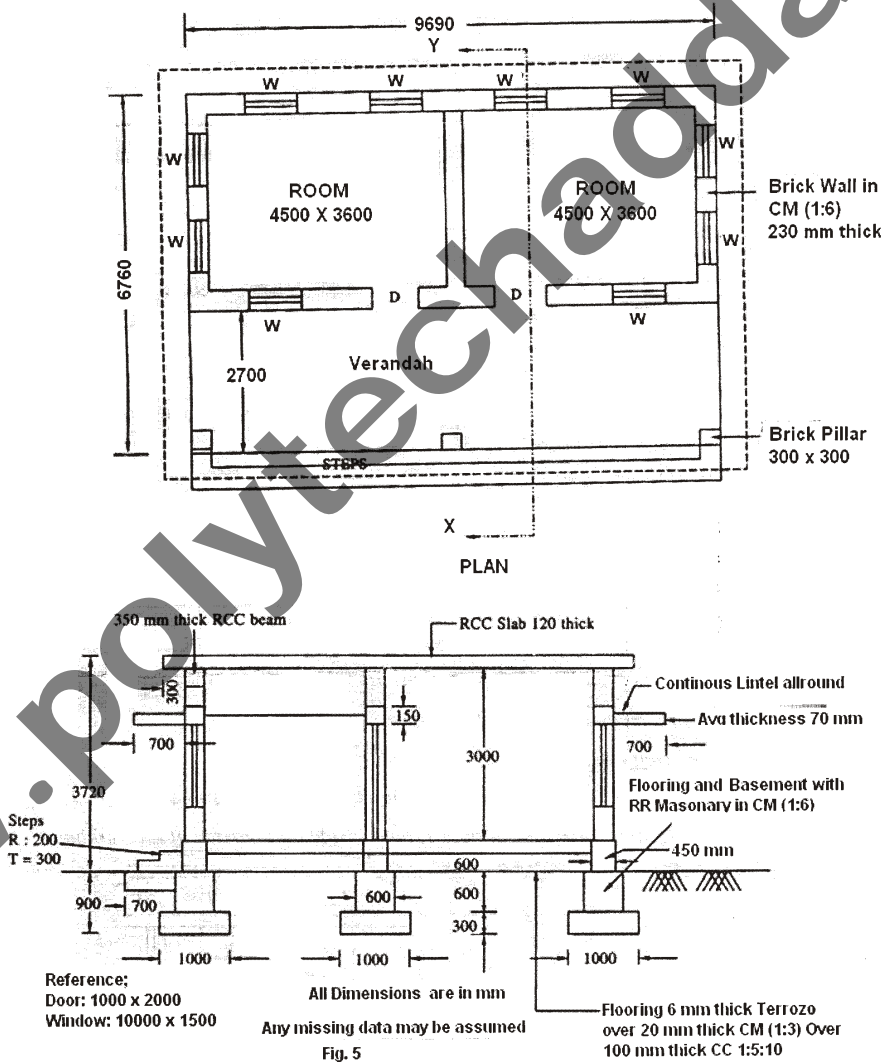 9690
Y
W W W W
W
W
W
W
ROOM
4500 X 3600
ROOM
4500 X 3600
Brick Wall in
CM (1:6)
230 mm thick
6760
D D
W W
Verandah
2700
Brick Pillar
300 x 300
STEPS
X
PLAN
350 mm thick RCC beam
RCC Slab 120 thick
300
Continous Lintel allround
150
Avg thickness 70 mm
700
700
3000
3720
Flooring and Basement with
RR Masonary in CM (1:6)
Steps
R : 200
T = 300
450 mm
600
900
700
600
600
300
1000
1000
1000
Reference;
Door: 1000 x 2000
Window: 10000 x 1500
All Dimensions are in mm
Any missing data may be assumed
Flooring 6 mm thick Terrozo
over 20 mm thick CM (1:3) Over
100 mm thick CC 1:5:10
Fig. 5
.polytechadda